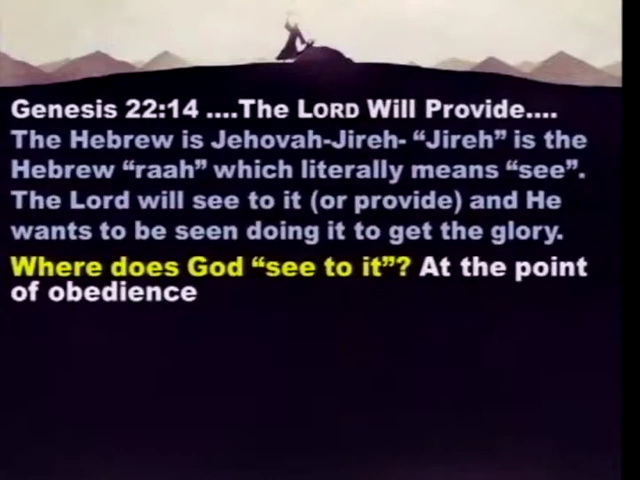 Genesis 22:14 ....The LORD Will Provide....
The Hebrew is Jehovah-Jireh- “Jireh” is the
Hebrew “raah” which literally means “see”.
The Lord will see to it (or provide) and He
wants to be seen doing it to get the glory.
Where does God “see to it”? At the point
of obedience